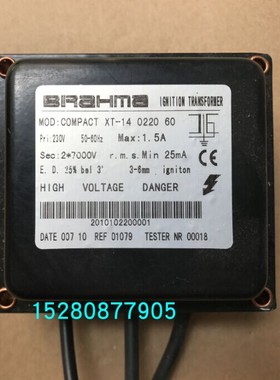 BRAHMA IGNITION TRANSFORMER
MOD:COMPACT XT-14 0220 60
Pri:230V 50-60Hz Max:1.5A
Sec:2*7000V r.m.s.Min 25mA
E. D. 25% bel 3' 3-6mm igniton
HIGH VOLTAGE DANGER
2010102200001
DATE 007 10 REF 01079 TESTER NR 00018
15280877905